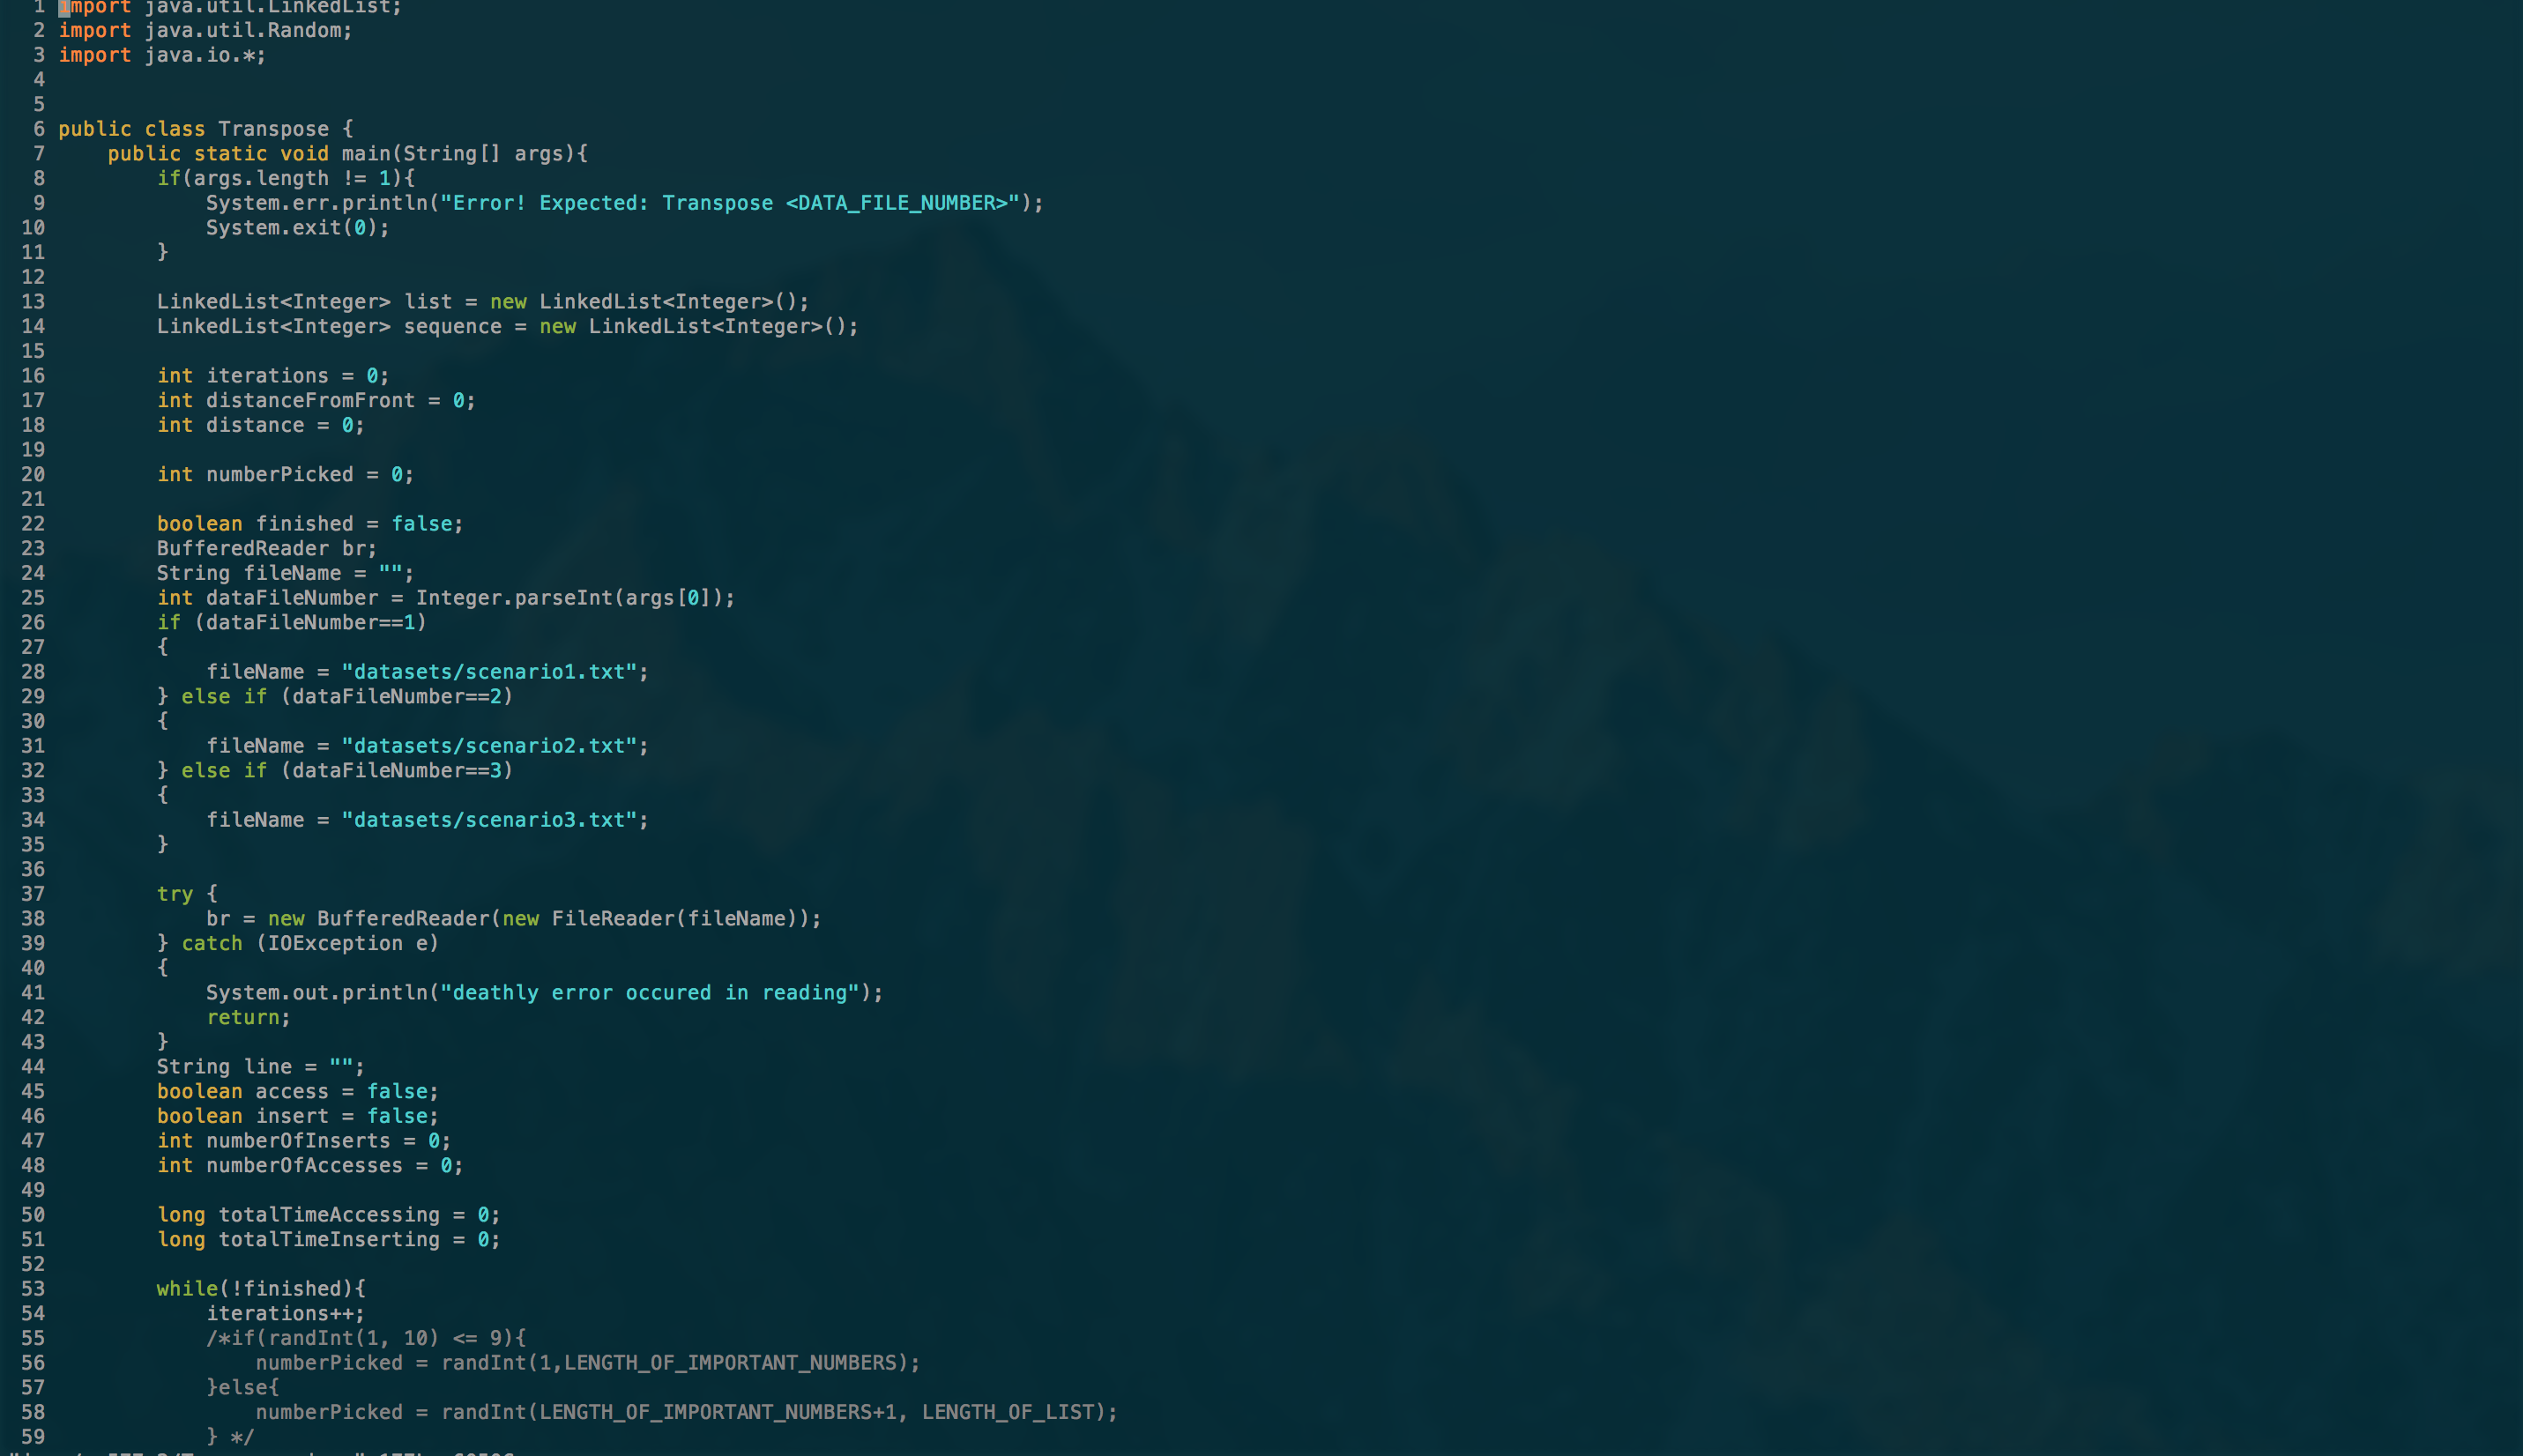 1 import java.util.LinkedList;
2 import java.util.Random;
3 import java.io.*;
4
5
6 public class Transpose {
7     public static void main(String[] args){
8         if(args.length != 1){
9             System.err.println("Error! Expected: Transpose <DATA_FILE_NUMBER>");
10             System.exit(0);
11         }
12
13         LinkedList<Integer> list = new LinkedList<Integer>();
14         LinkedList<Integer> sequence = new LinkedList<Integer>();
15
16         int iterations = 0;
17         int distanceFromFront = 0;
18         int distance = 0;
19
20         int numberPicked = 0;
21
22         boolean finished = false;
23         BufferedReader br;
24         String fileName = "";
25         int dataFileNumber = Integer.parseInt(args[0]);
26         if (dataFileNumber==1)
27         {
28             fileName = "datasets/scenario1.txt";
29         } else if (dataFileNumber==2)
30         {
31             fileName = "datasets/scenario2.txt";
32         } else if (dataFileNumber==3)
33         {
34             fileName = "datasets/scenario3.txt";
35         }
36
37         try {
38             br = new BufferedReader(new FileReader(fileName));
39         } catch (IOException e)
40         {
41             System.out.println("deathly error occured in reading");
42             return;
43         }
44         String line = "";
45         boolean access = false;
46         boolean insert = false;
47         int numberOfInserts = 0;
48         int numberOfAccesses = 0;
49
50         long totalTimeAccessing = 0;
51         long totalTimeInserting = 0;
52
53         while(!finished){
54             iterations++;
55             /*if(randInt(1, 10) <= 9){
56                 numberPicked = randInt(1,LENGTH_OF_IMPORTANT_NUMBERS);
57             }else{
58                 numberPicked = randInt(LENGTH_OF_IMPORTANT_NUMBERS+1, LENGTH_OF_LIST);
59             } */